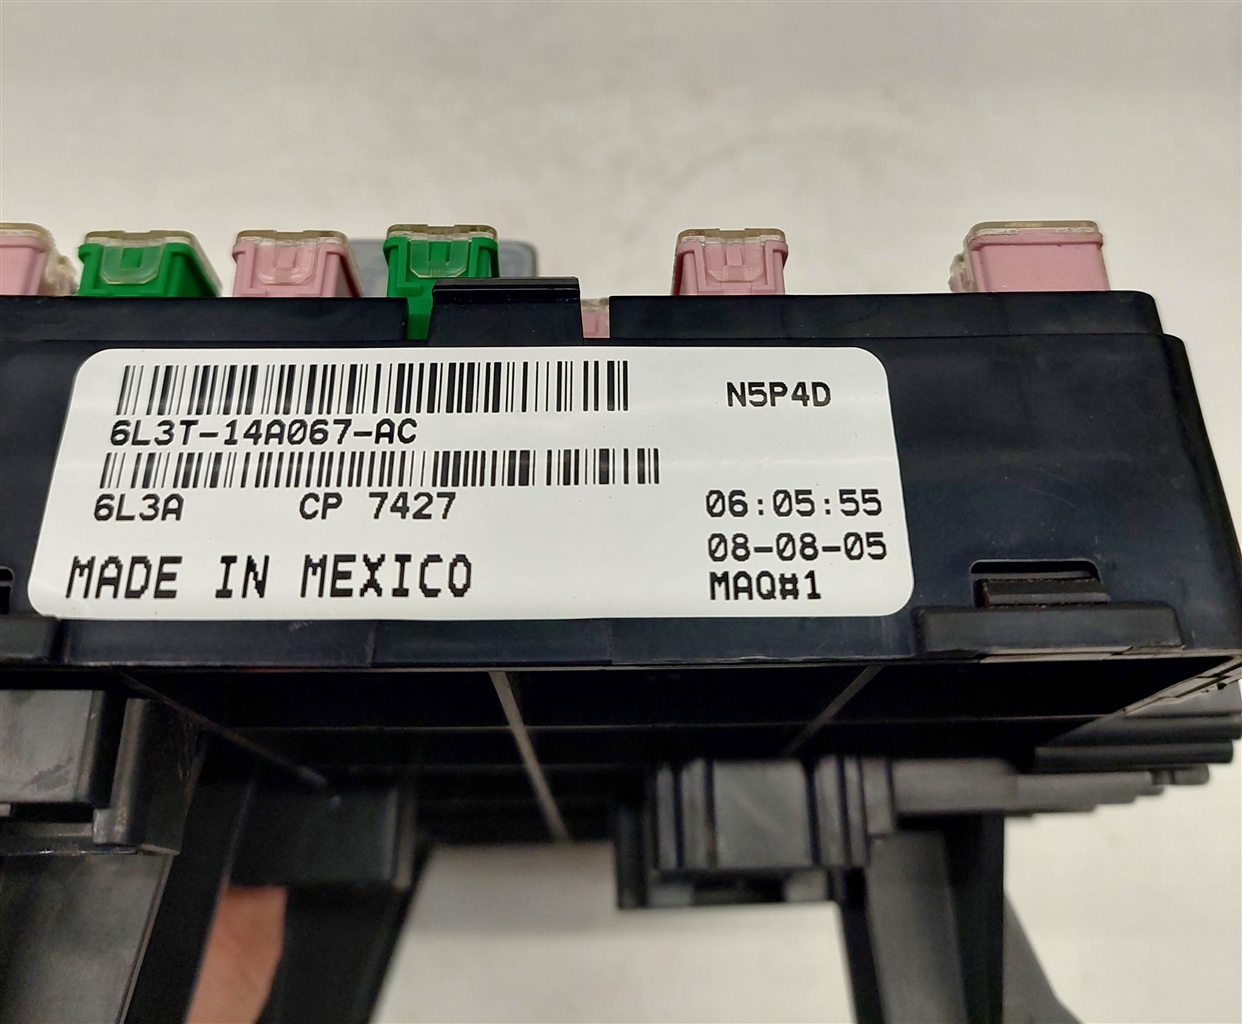 N5P4D
6L3T-14A067-AC
6L3A CP 7427
06:05:55
08-08-05
MADE IN MEXICO
MAQ#1